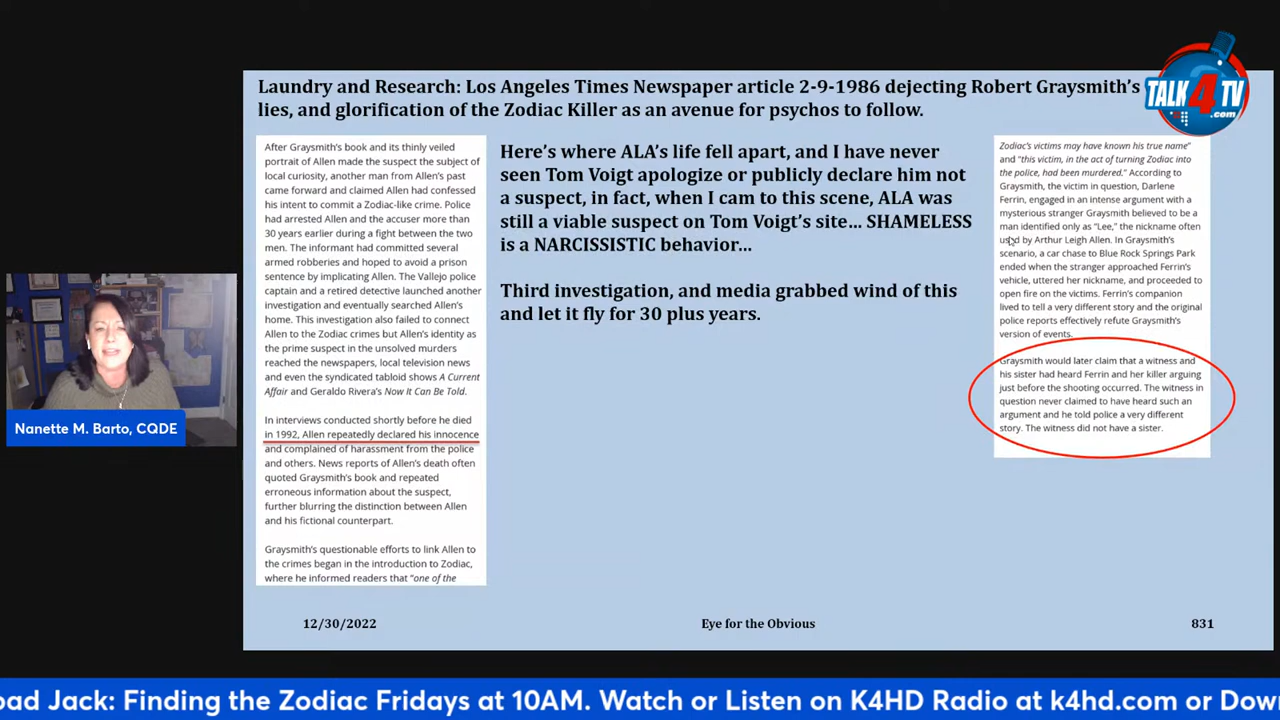 Laundry and Research: Los Angeles Times Newspaper article 2-9-1986 dejecting Robert Graysmith's
lies, and glorification of the Zodiac Killer as an avenue for psychos to follow.
TALK
4
TV
.com
After Graysmith's book and its thinly veiled
portrait of Allen made the suspect the subject of
local curiosity, another man from Allen's past
came forward and claimed Allen had confessed
his intent to commit a Zodiac-like crime. Police
had arrested Allen and the accuser more than
30 years earlier during a fight between the two
men. The informant had committed several
armed robberies and hoped to avoid a prison
sentence by implicating Allen. The Vallejo police
captain and a retired detective launched another
investigation and eventually searched Allen's
home. This investigation also failed to connect
Allen to the Zodiac crimes but Allen's identity as
the prime suspect in the unsolved murders
reached the newspapers, local television news
and even the syndicated tabloid shows A Current
Affair and Geraldo Rivera's Now It Can Be Told.
In interviews conducted shortly before he died
in 1992, Allen repeatedly declared his innocence
and complained of harassment from the police
and others. News reports of Allen's death often
quoted Graysmith's book and repeated
erroneous information about the suspect,
further blurring the distinction between Allen
and his fictional counterpart.
Graysmith's questionable efforts to link Allen to
the crimes began in the introduction to Zodiac,
where he informed readers that "one of the
Here's where ALA's life fell apart, and I have never
seen Tom Voigt apologize or publicly declare him not
a suspect, in fact, when I cam to this scene, ALA was
still a viable suspect on Tom Voigt's site... SHAMELESS
is a NARCISSISTIC behavior...
Third investigation, and media grabbed wind of this
and let it fly for 30 plus years.
Zodiac's victims may have known his true name"
and "this victim, in the act of turning Zodiac into
the police, had been murdered." According to
Graysmith, the victim in question, Darlene
Ferrin, engaged in an intense argument with a
mysterious stranger Graysmith believed to be a
man identified only as "Lee," the nickname often
used by Arthur Leigh Allen. In Graysmith's
scenario, a car chase to Blue Rock Springs Park
ended when the stranger approached Ferrin's
vehicle, uttered her nickname, and proceeded to
open fire on the victims. Ferrin's companion
lived to tell a very different story and the original
police reports effectively refute Graysmith's
version of events.
Graysmith would later claim that a witness and
his sister had heard Ferrin and her killer arguing
just before the shooting occurred. The witness in
question never claimed to have heard such an
argument and he told police a very different
story. The witness did not have a sister.
Nanette M. Barto, CQDE
12/30/2022
Eye for the Obvious
831
oad Jack: Finding the Zodiac Fridays at 10AM. Watch or Listen on K4HD Radio at k4hd.com or Dow